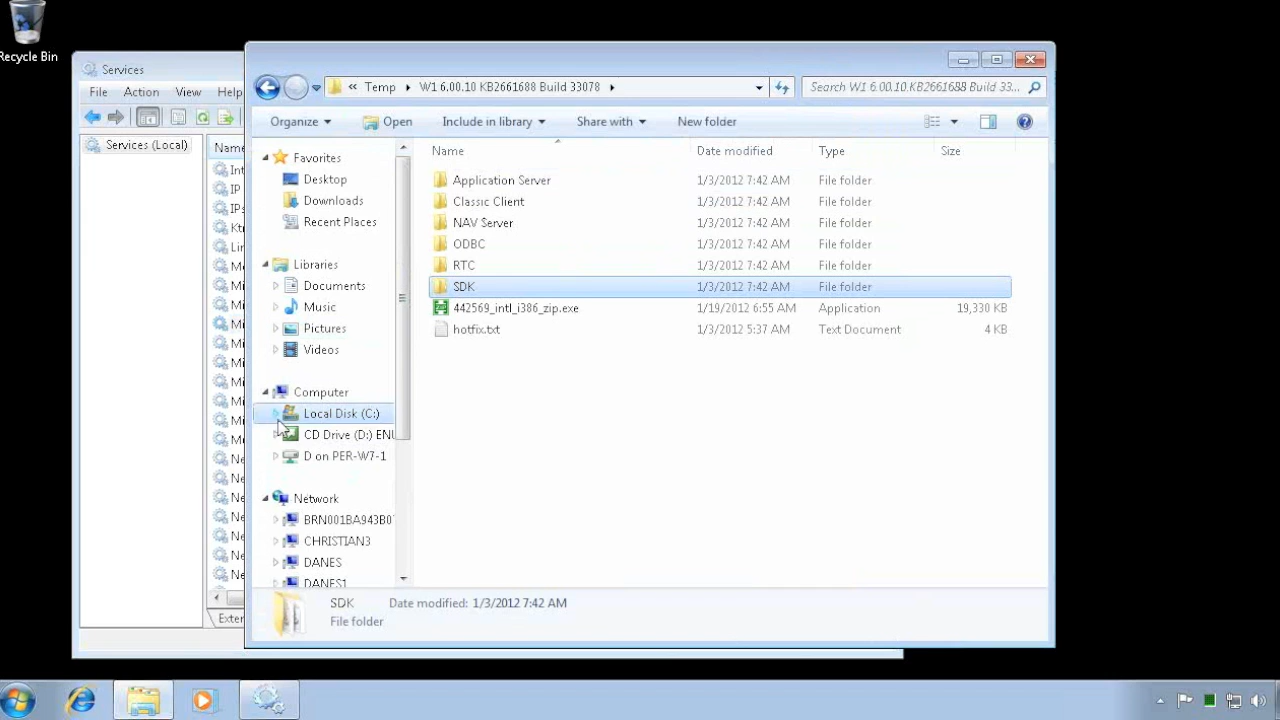 Recycle Bin
Services
File Action View Help
Services (Local)
Name
« Temp W1 6.00.10 KB2661688 Build 33078
Search W1 6.00.10 KB2661688 Build 33...
Organize Open Include in library Share with New folder
Favorites
Desktop
Downloads
Recent Places
Libraries
Documents
Music
Pictures
Videos
Computer
Local Disk (C:)
CD Drive (D:) ENU
D on PER-W7-1
Network
CHRISTIAN3
DANES
DANES1
Name Date modified Type Size
Application Server 1/3/2012 7:42 AM File folder
Classic Client 1/3/2012 7:42 AM File folder
NAV Server 1/3/2012 7:42 AM File folder
ODBC 1/3/2012 7:42 AM File folder
RTC 1/3/2012 7:42 AM File folder
SDK 1/3/2012 7:42 AM File folder
442569_intl_i386_zip.exe 1/19/2012 6:55 AM Application 19,330 KB
hotfix.txt 1/3/2012 5:37 AM Text Document 4 KB
SDK Date modified: 1/3/2012 7:42 AM
File folder